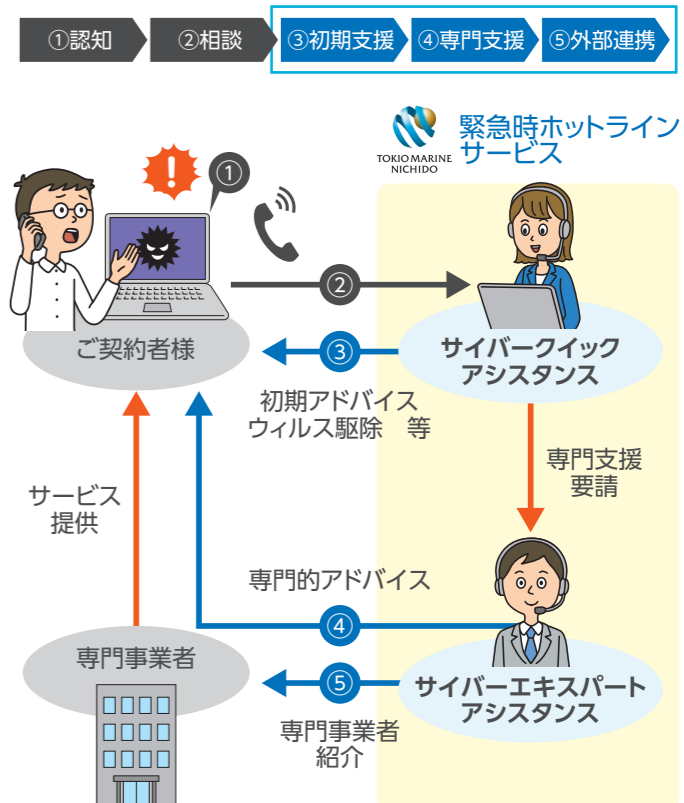 ①認知 ②相談 ③初期支援 ④専門支援 ⑤外部連携
TOKIO MARINE
NICHIDO
緊急時ホットライン
サービス
①
②
ご契約者様
③
サイバークイック
アシスタンス
初期アドバイス
ウィルス駆除 等
専門支援
要請
サービス
提供
専門的アドバイス
④
専門事業者
⑤
サイバーエキスパート
アシスタンス
専門事業者
紹介